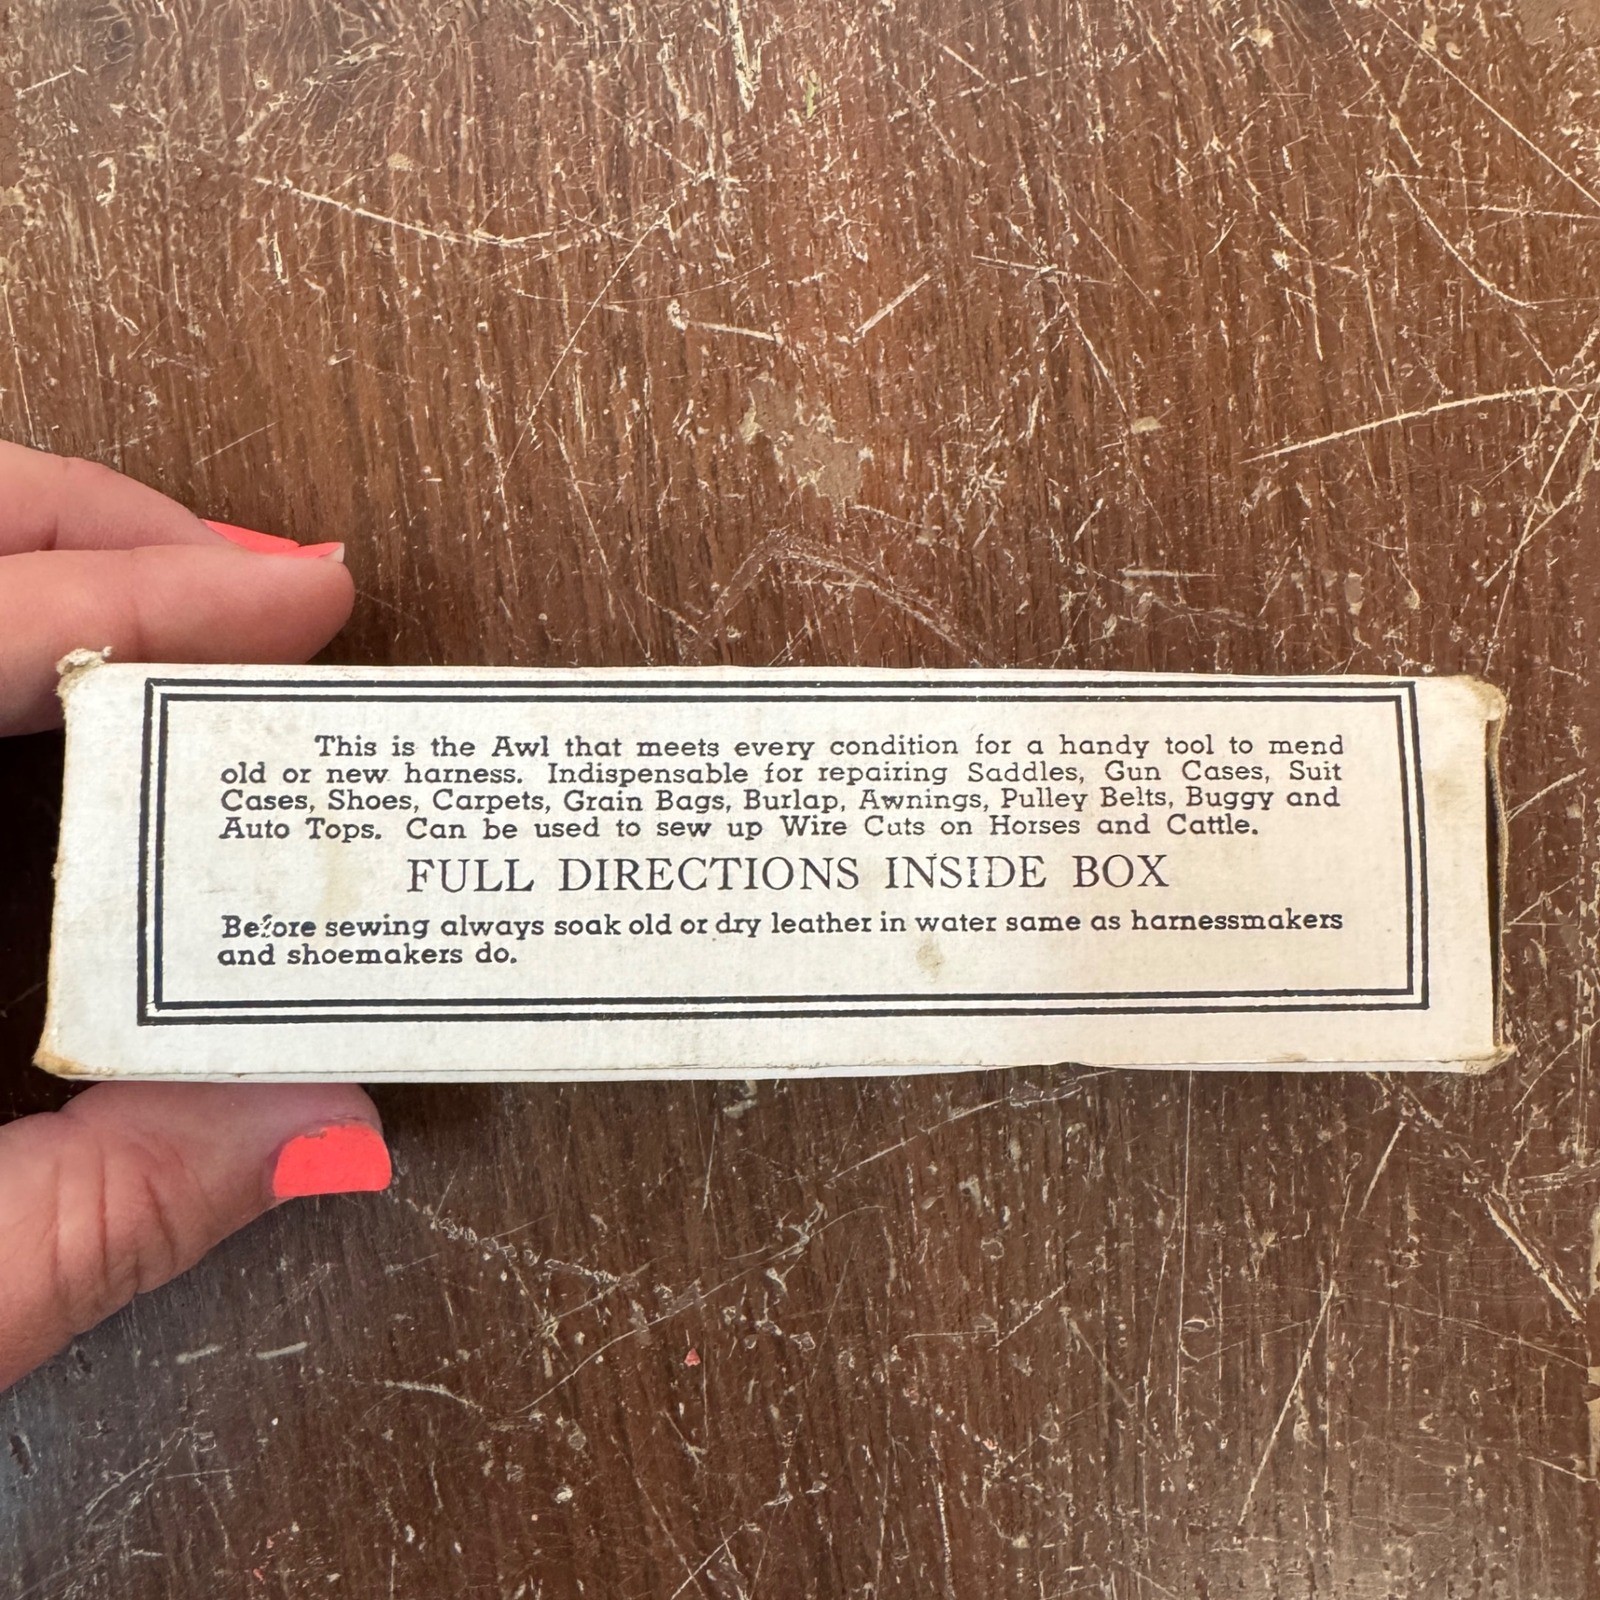 This is the Awl that meets every condition for a handy tool to mend
old or new harness. Indispensable for repairing Saddles, Gun Cases, Suit
Cases, Shoes, Carpets, Grain Bags, Burlap, Awnings, Pulley Belts, Buggy and
Auto Tops. Can be used to sew up Wire Cuts on Horses and Cattle.
FULL DIRECTIONS INSIDE BOX
Before sewing always soak old or dry leather in water same as harnessmakers
and shoemakers do.